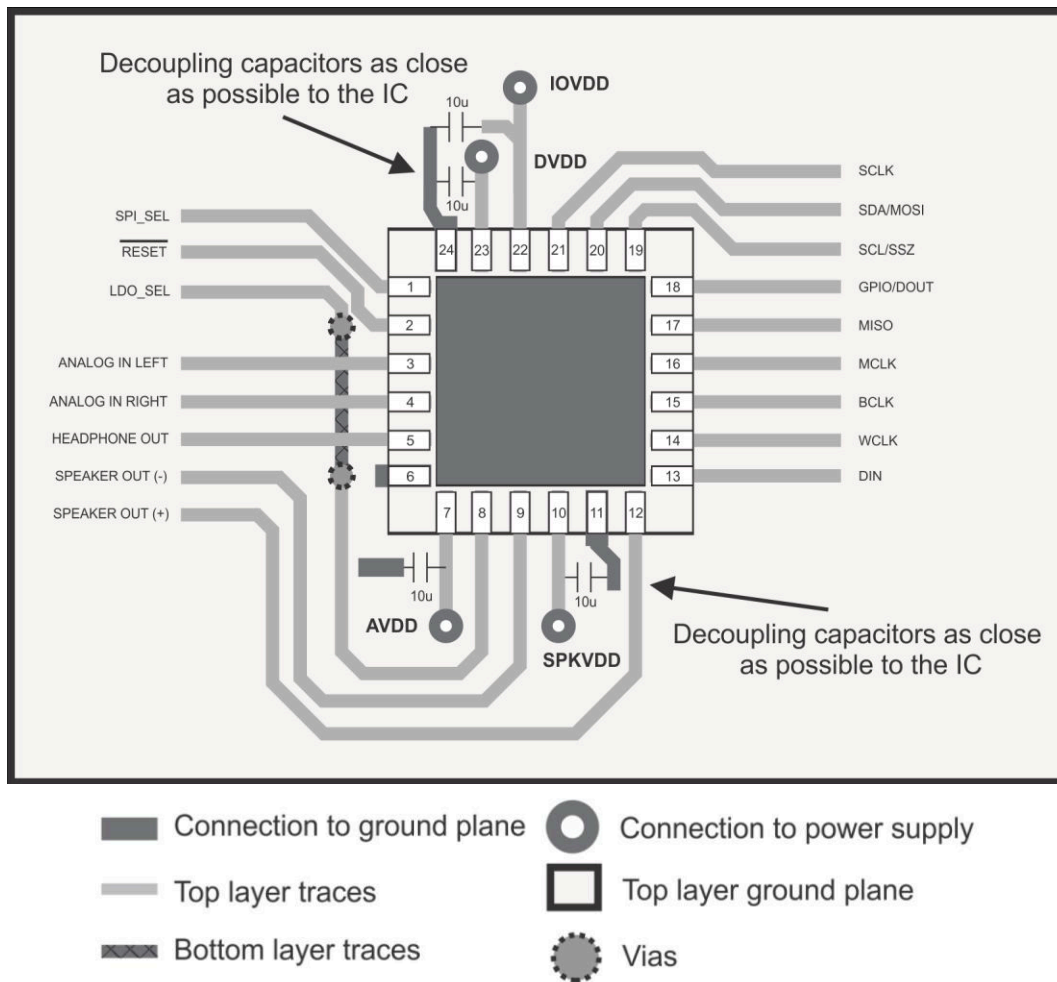 Decoupling capacitors as close
as possible to the IC
10u
IOVDD
DVDD
10u
SCLK
SDA/MOSI
SCL/SSZ
GPIO/DOUT
MISO
MCLK
BCLK
WCLK
DIN
SPI_SEL
RESET
LDO_SEL
ANALOG IN LEFT
ANALOG IN RIGHT
HEADPHONE OUT
SPEAKER OUT (-)
SPEAKER OUT (+)
24 23 22 21 20 19
1
2
3
4
5
6
18
17
16
15
14
13
7 8 9 10 11 12
10u
AVDD
10u
SPKVDD
Decoupling capacitors as close
as possible to the IC
Connection to ground plane
Connection to power supply
Top layer traces
Top layer ground plane
Bottom layer traces
Vias